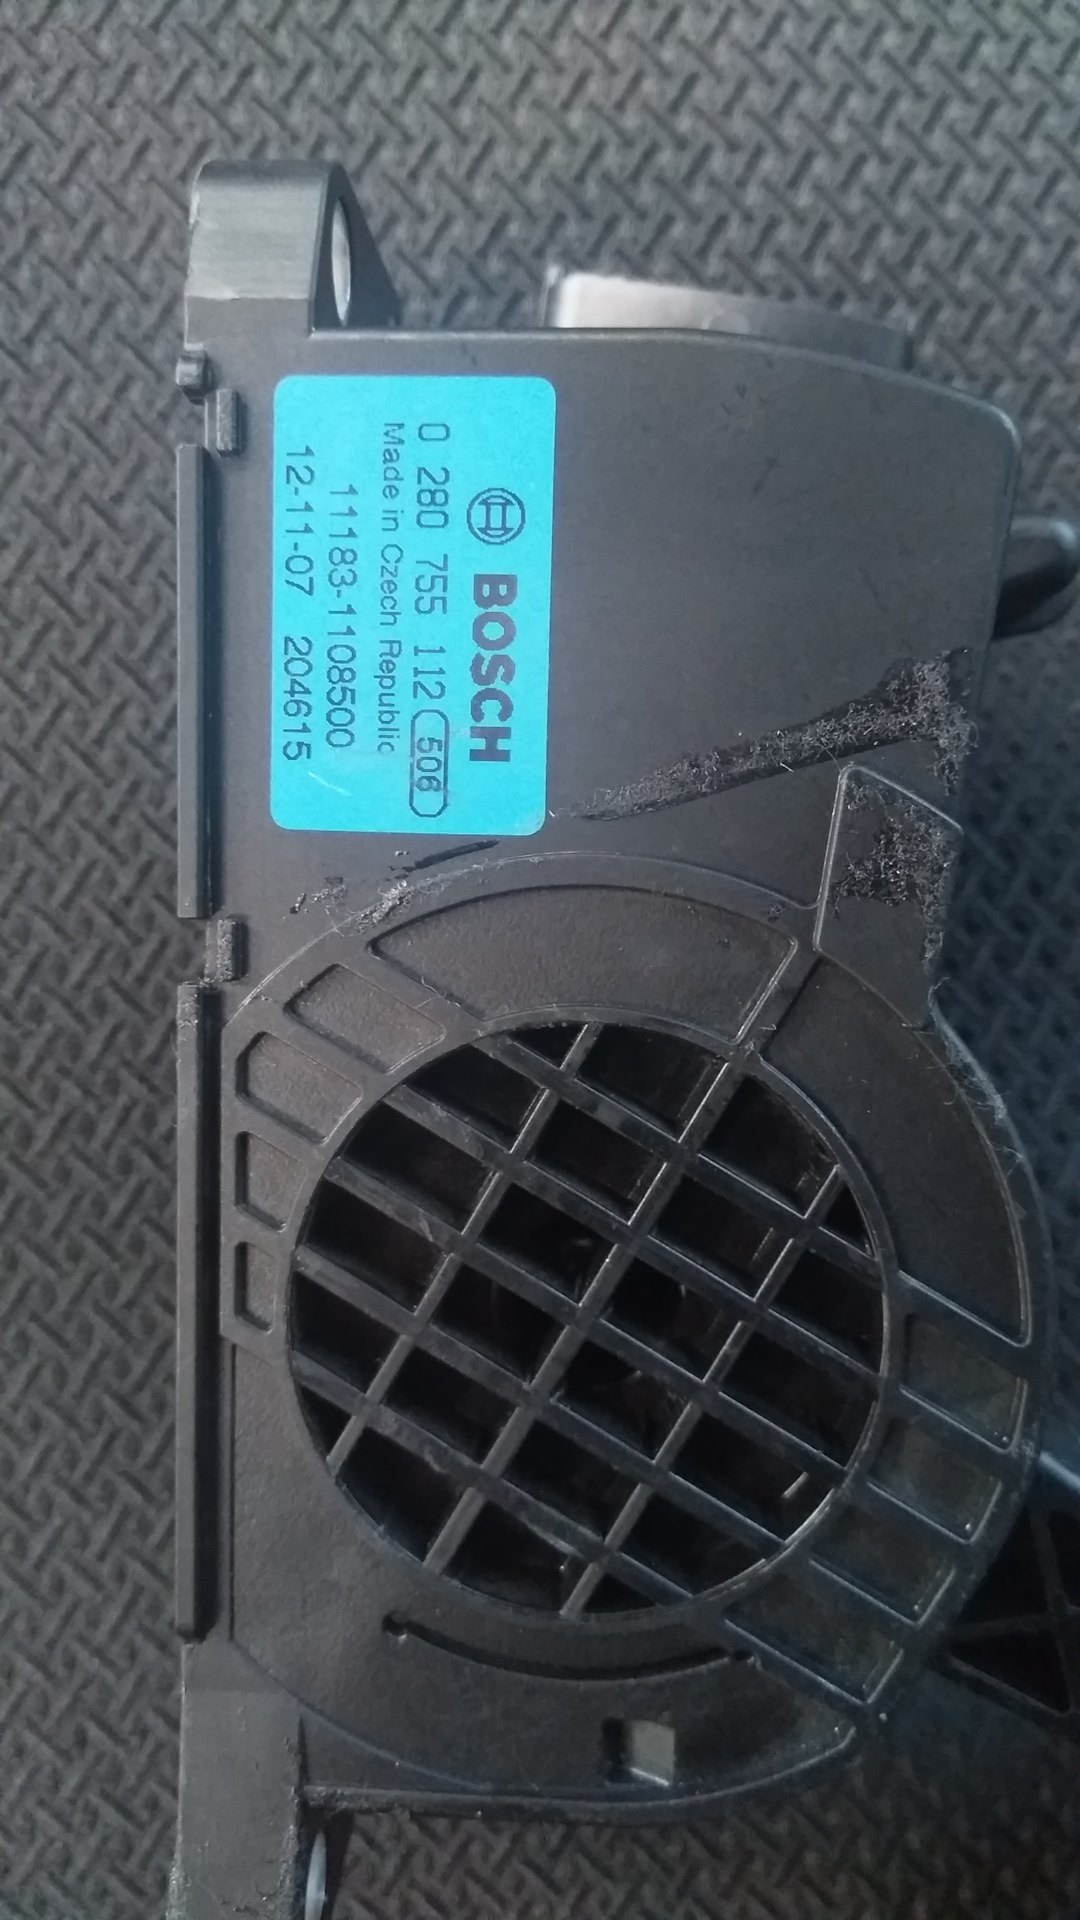 BOSCH
0 280 755 112 506
Made in Czech Republic
11183-1108500
12-11-07 204615